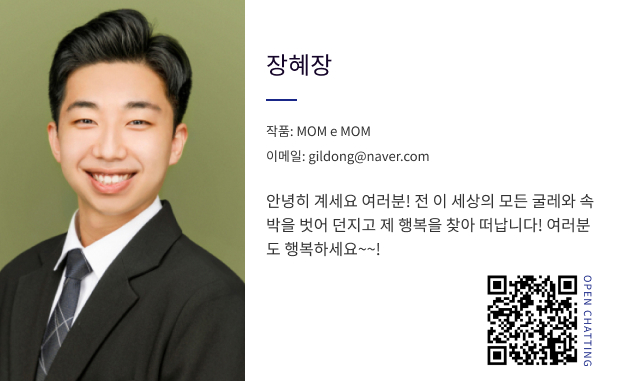 장혜장
작품: MOM e MOM
이메일: gildong@naver.com
안녕히 계세요 여러분! 전 이 세상의 모든 굴레와 속
박을 벗어 던지고 제 행복을 찾아 떠납니다! 여러분
도 행복하세요~~!
OPEN CHATTING